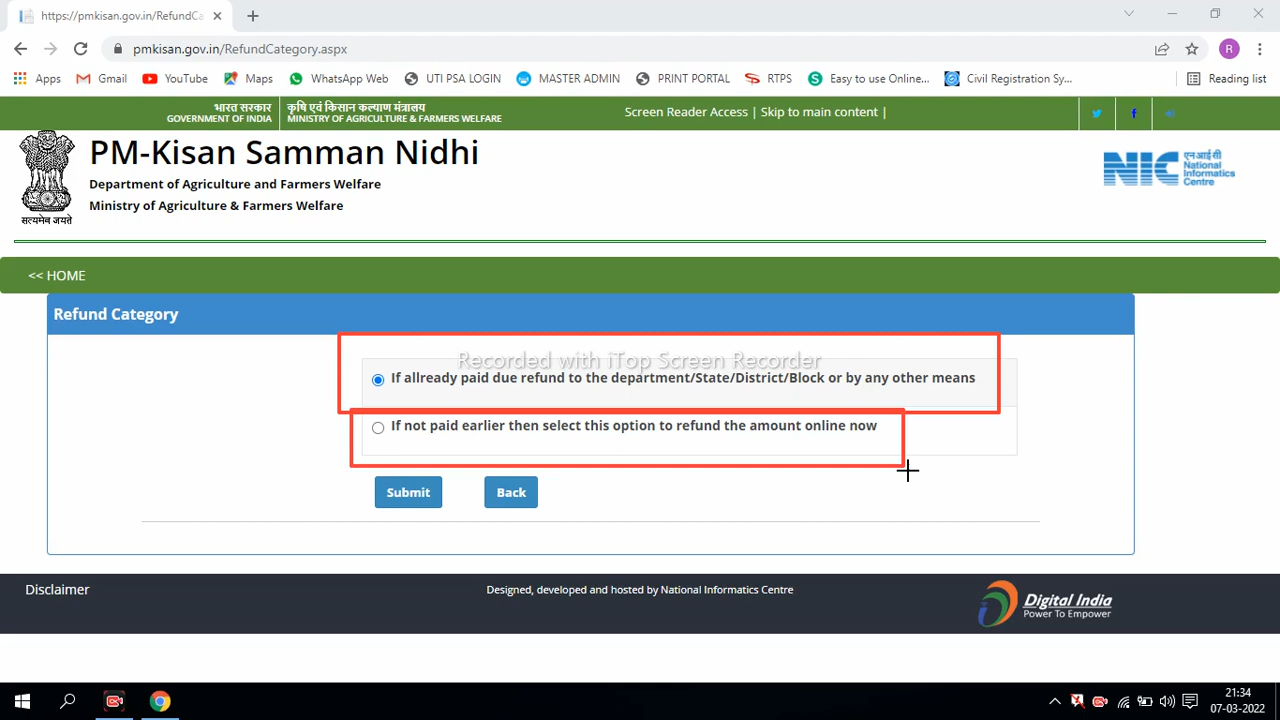 https://pmkisan.gov.in/RefundCa
pmkisan.gov.in/RefundCategory.aspx
R
Apps Gmail YouTube Maps WhatsApp Web UTI PSA LOGIN MASTER ADMIN PRINT PORTAL RTPS Easy to use Online... Civil Registration Sy... Reading list
भारत सरकार
GOVERNMENT OF INDIA
कृषि एवं किसान कल्याण मंत्रालय
MINISTRY OF AGRICULTURE & FARMERS WELFARE
Screen Reader Access | Skip to main content |
PM-Kisan Samman Nidhi
Department of Agriculture and Farmers Welfare
Ministry of Agriculture & Farmers Welfare
सत्यमेव जयते
NIC
एन आई सी
National
Informatics
Centre
<< HOME
Refund Category
Recorded with iTop Screen Recorder
If allready paid due refund to the department/State/District/Block or by any other means
If not paid earlier then select this option to refund the amount online now
Submit Back
Disclaimer
Designed, developed and hosted by National Informatics Centre
Digital India
Power To Empower
21:34
07-03-2022